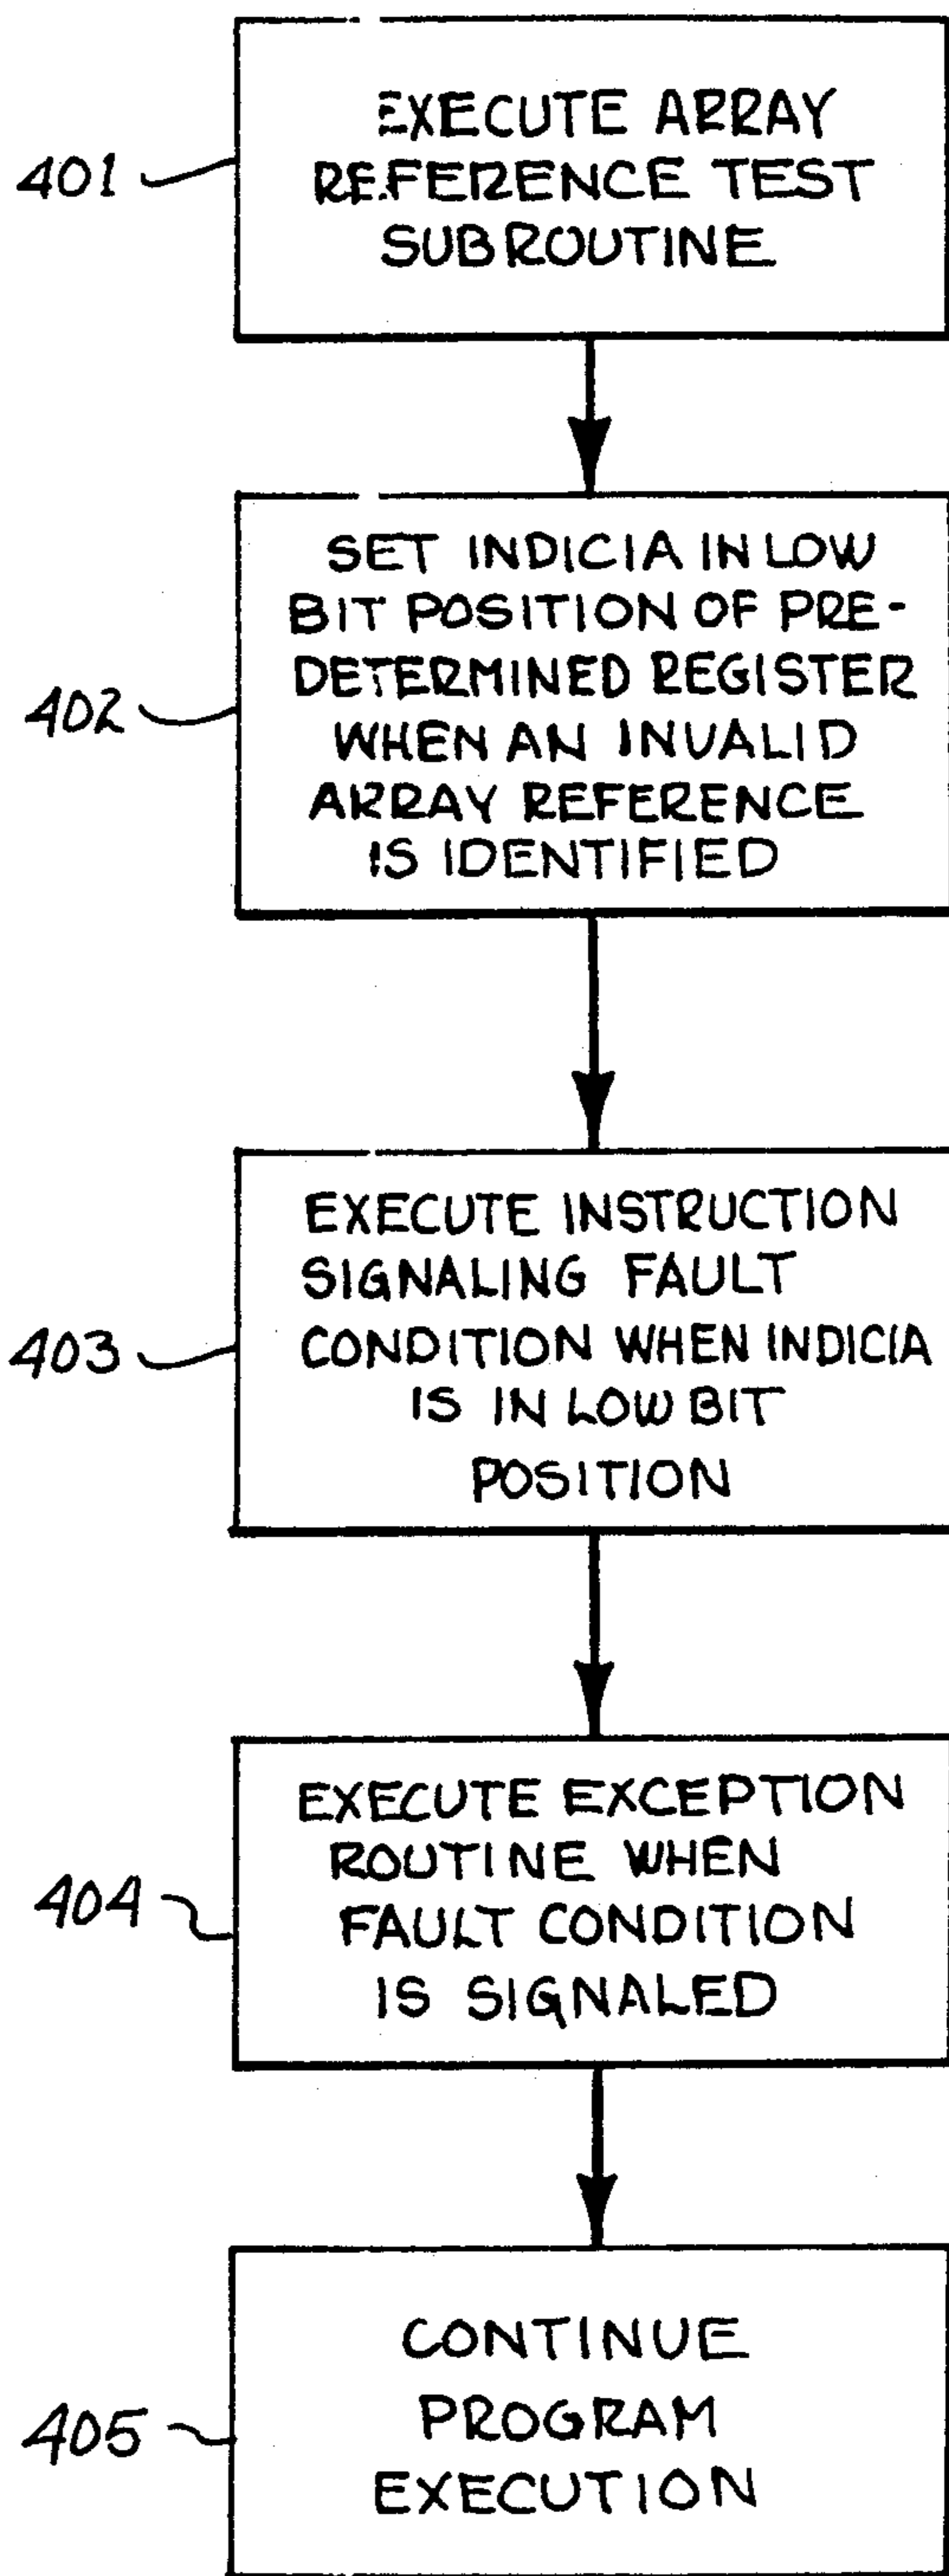 401
EXECUTE ARRAY
REFERENCE TEST
SUBROUTINE
402
SET INDICIA IN LOW
BIT POSITION OF PRE-
DETERMINED REGISTER
WHEN AN INVALID
ARRAY REFERENCE
IS IDENTIFIED
403
EXECUTE INSTRUCTION
SIGNALING FAULT
CONDITION WHEN INDICIA
IS IN LOW BIT
POSITION
404
EXECUTE EXCEPTION
ROUTINE WHEN
FAULT CONDITION
IS SIGNALED
405
CONTINUE
PROGRAM
EXECUTION